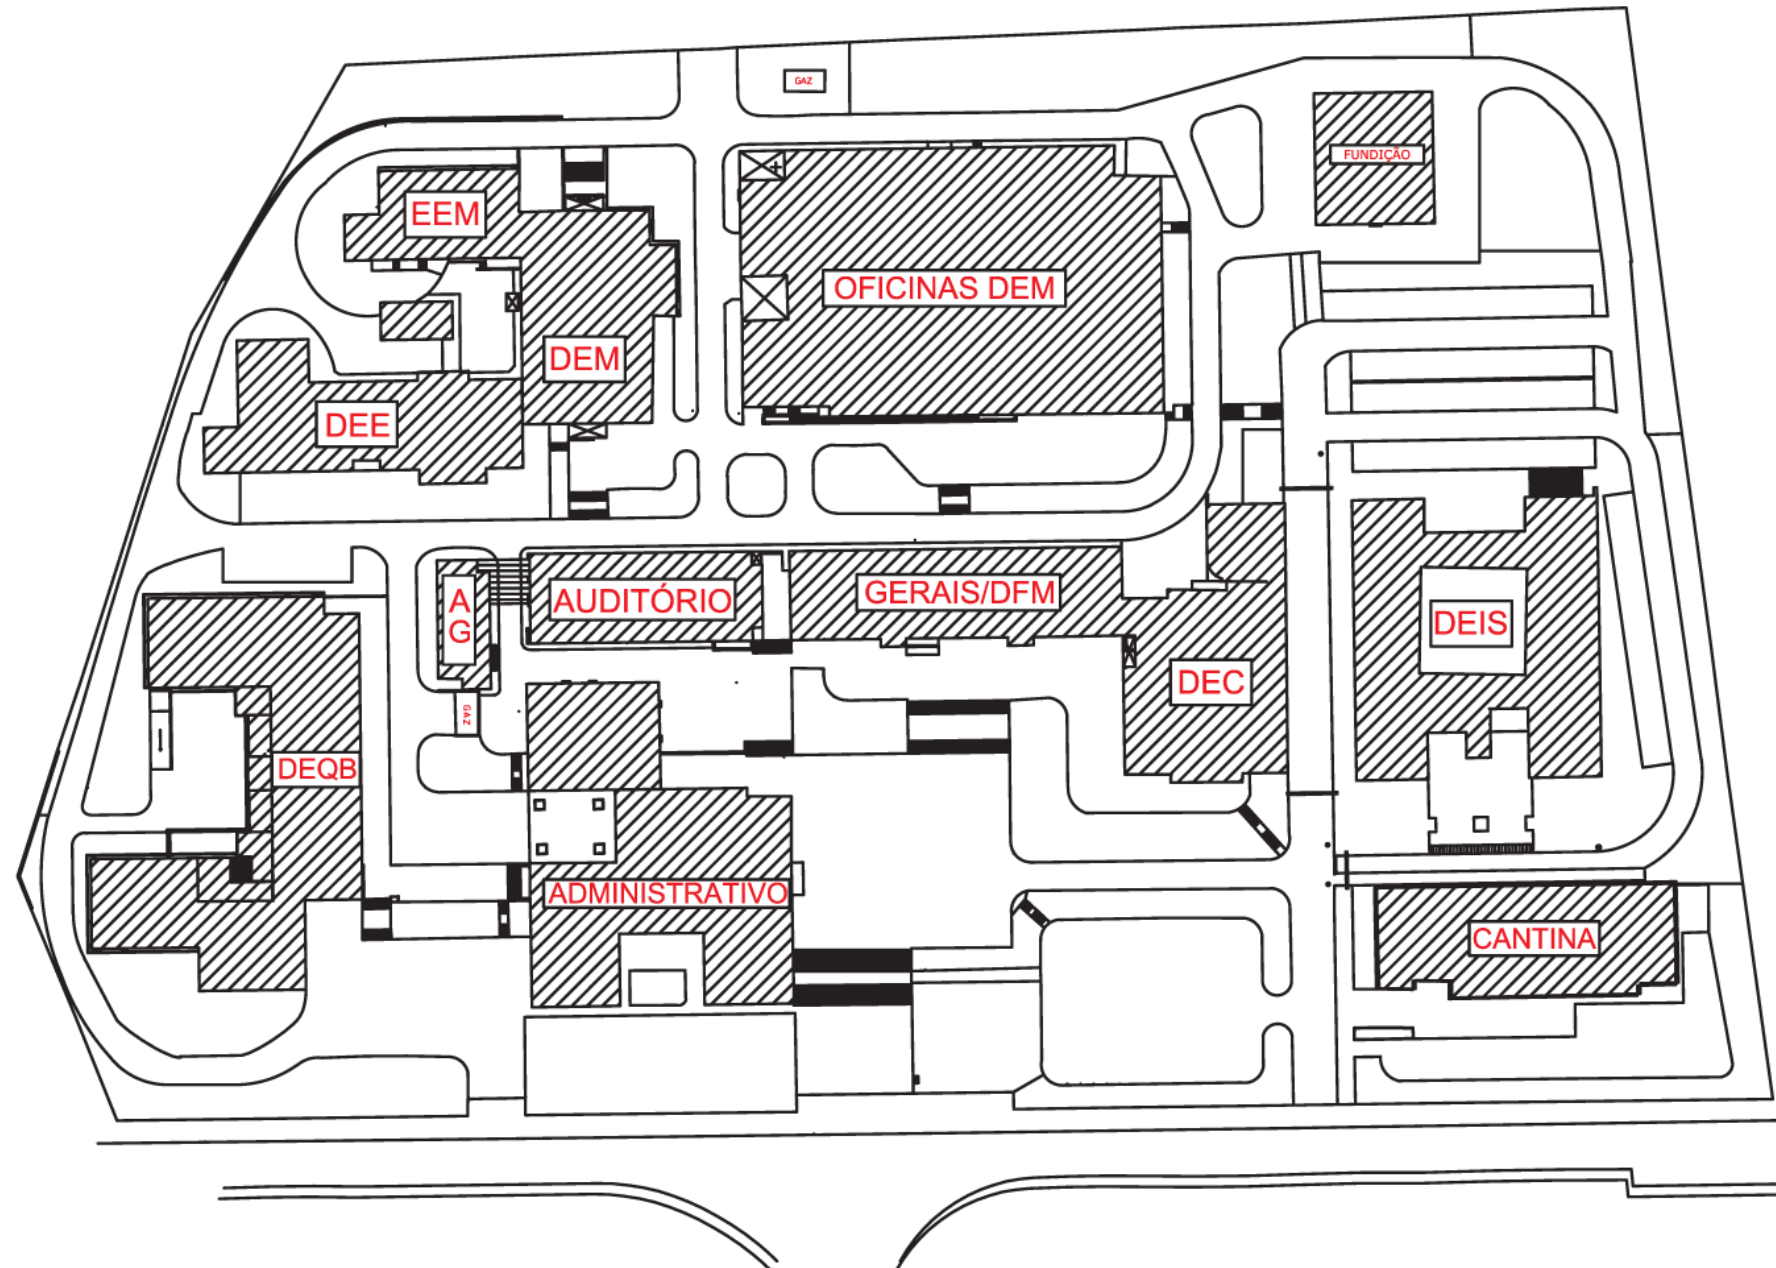 GAZ
FUNDIÇÃO
EEM
OFICINAS DEM
DEM
DEE
A
G
AUDITÓRIO
GERAIS/DFM
DEIS
DEC
GAZ
DEQB
ADMINISTRATIVO
CANTINA